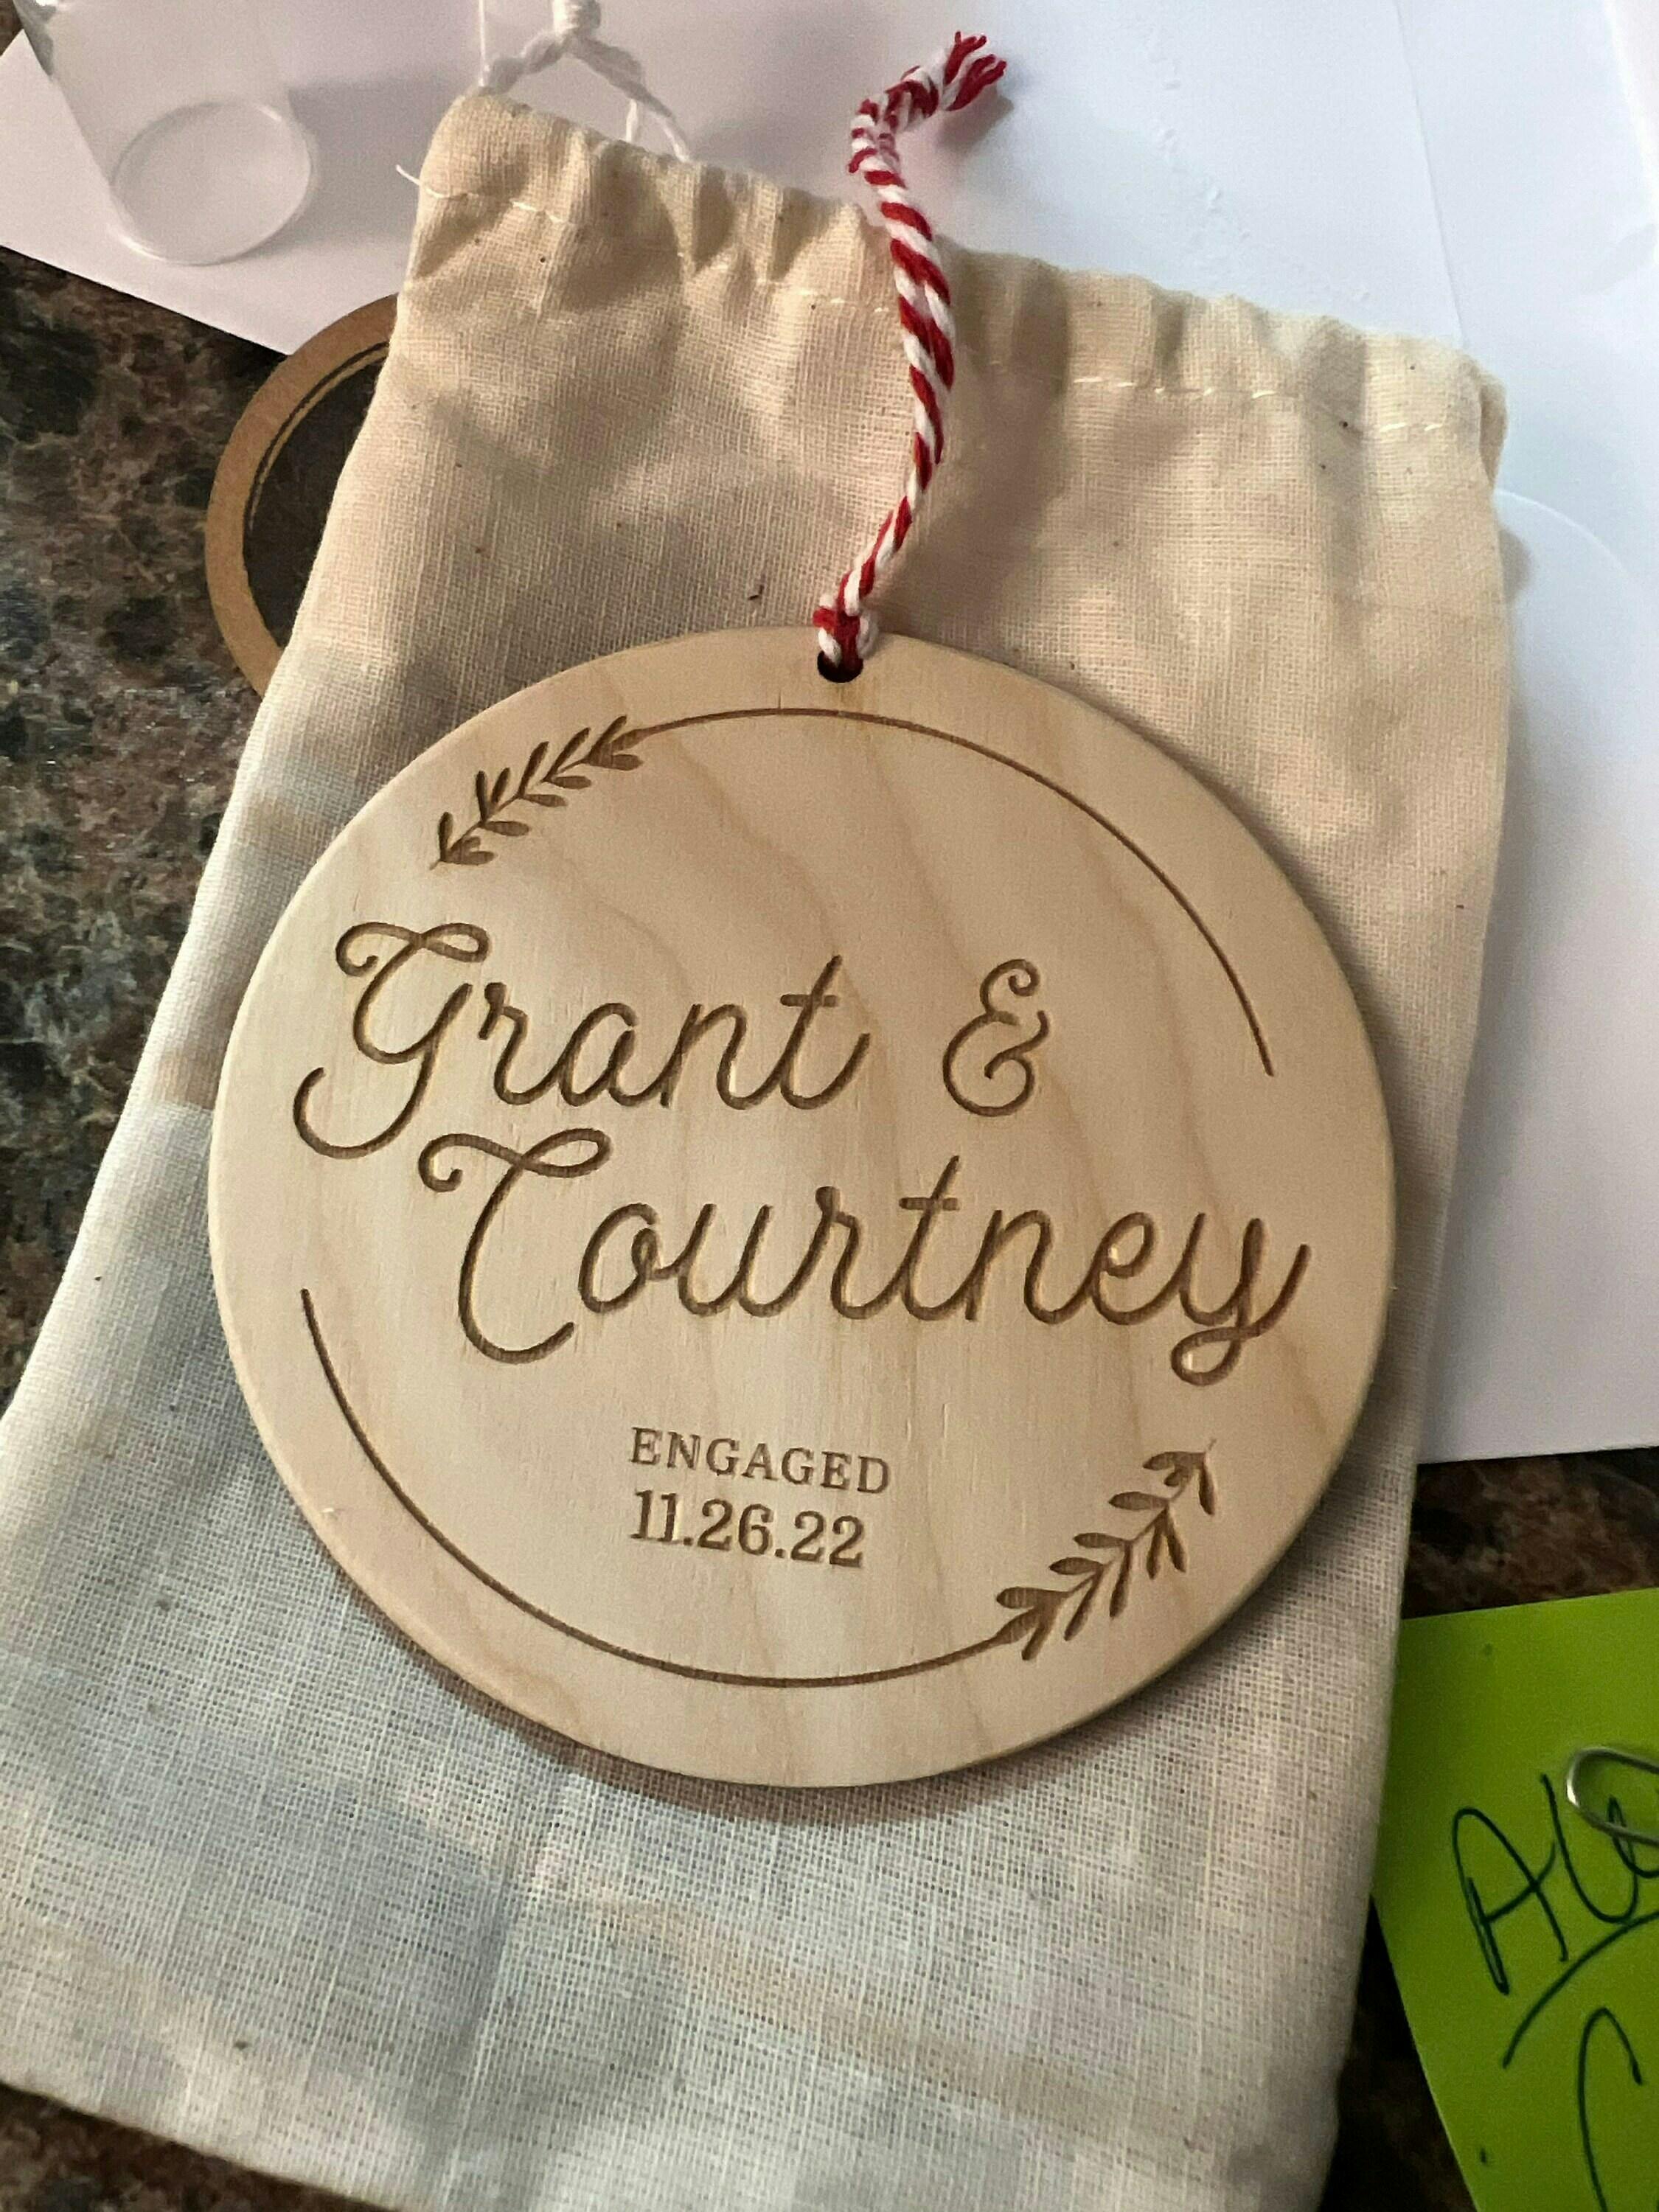 Grant &
Courtney
ENGAGED
11.26.22